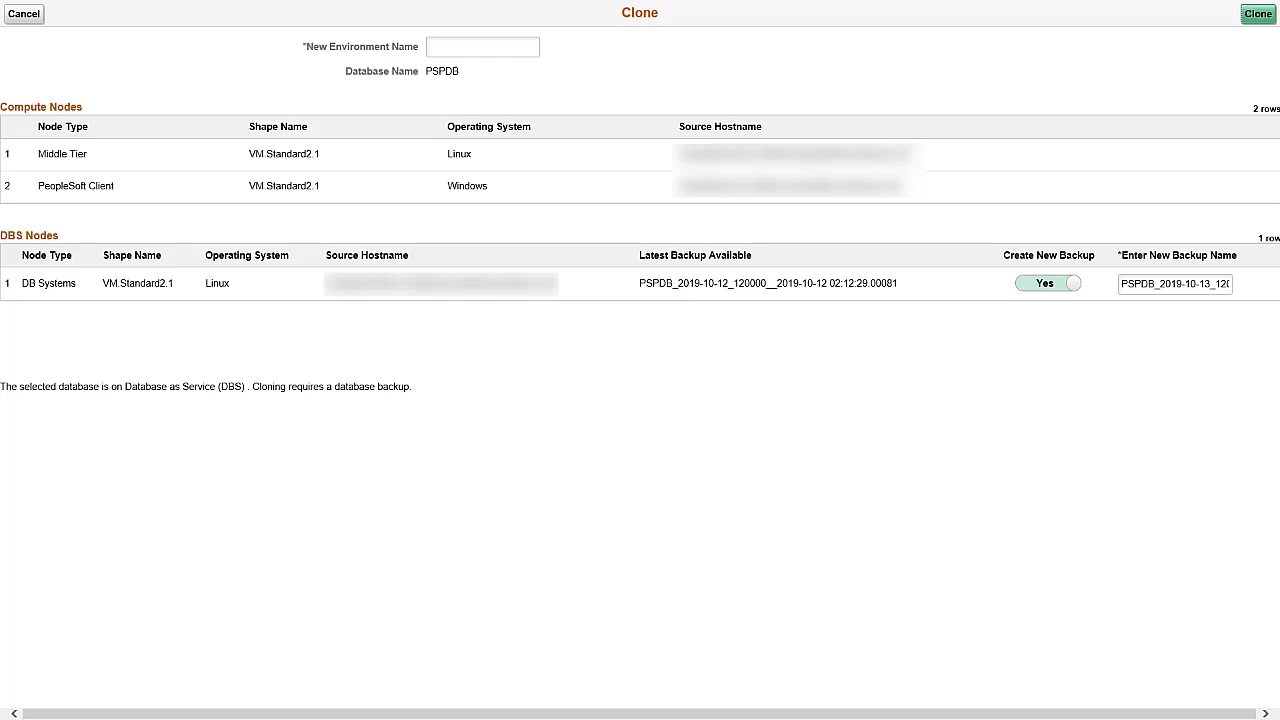 Cancel
Clone
Clone
*New Environment Name
Database Name PSPDB
Compute Nodes
2 rows
Node Type Shape Name Operating System Source Hostname
1 Middle Tier VM.Standard2.1 Linux
2 PeopleSoft Client VM.Standard2.1 Windows
DBS Nodes
1 row
Node Type Shape Name Operating System Source Hostname Latest Backup Available Create New Backup *Enter New Backup Name
1 DB Systems VM.Standard2.1 Linux PSPDB_2019-10-12_120000__2019-10-12 02:12:29.00081 Yes PSPDB_2019-10-13_12(
The selected database is on Database as Service (DBS) . Cloning requires a database backup.